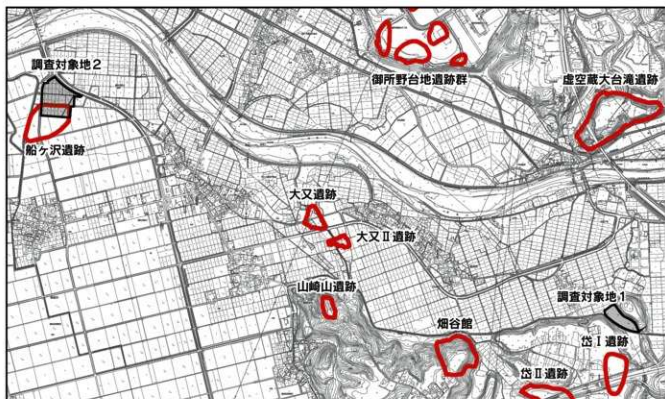 調査対象地2
御所野台地遺跡群
虚空蔵大台滝遺跡
船ヶ沢遺跡
大又遺跡
大又Ⅱ遺跡
山崎山遺跡
調査対象地1
畑谷館
岱Ⅰ遺跡
岱Ⅱ遺跡